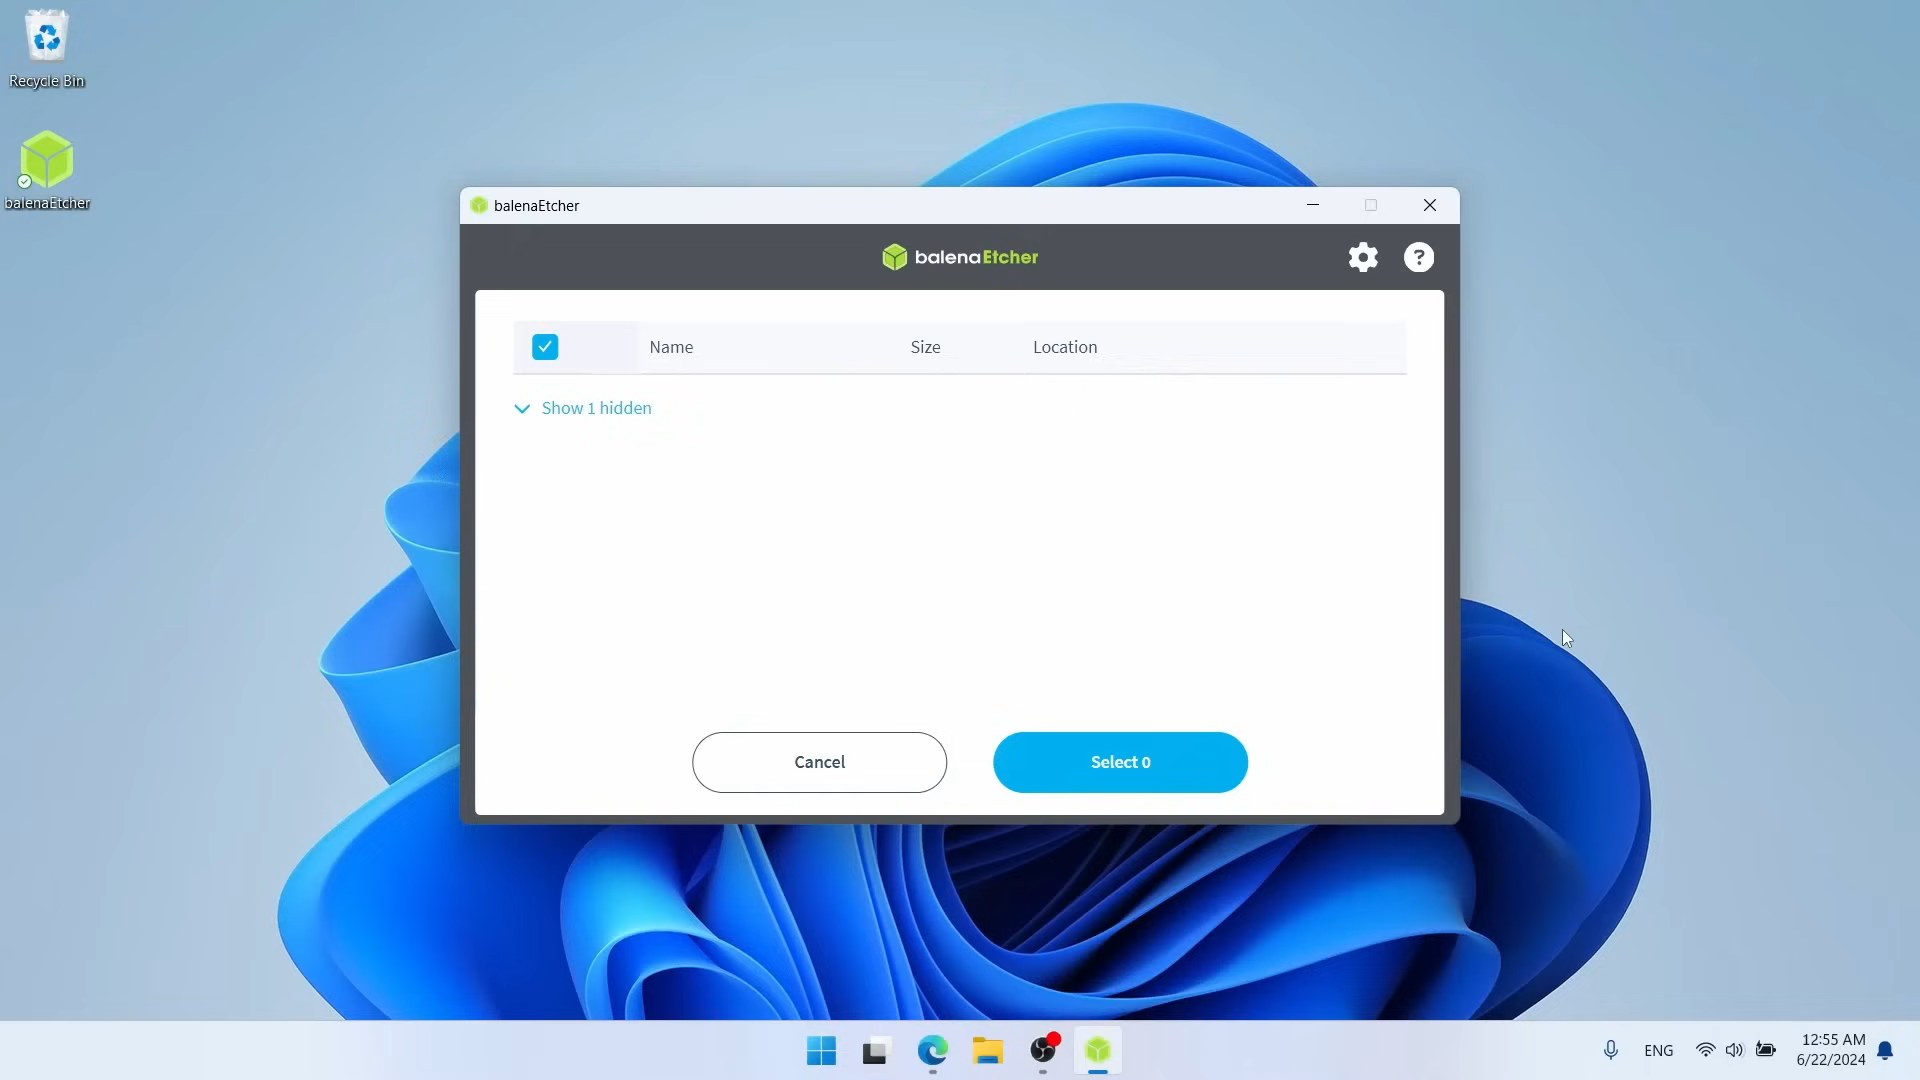 Recycle Bin
balenaEtcher
balenaEtcher
balenaEtcher
?
Name Size Location
Show 1 hidden
Cancel Select 0
ENG
12:55 AM
6/22/2024